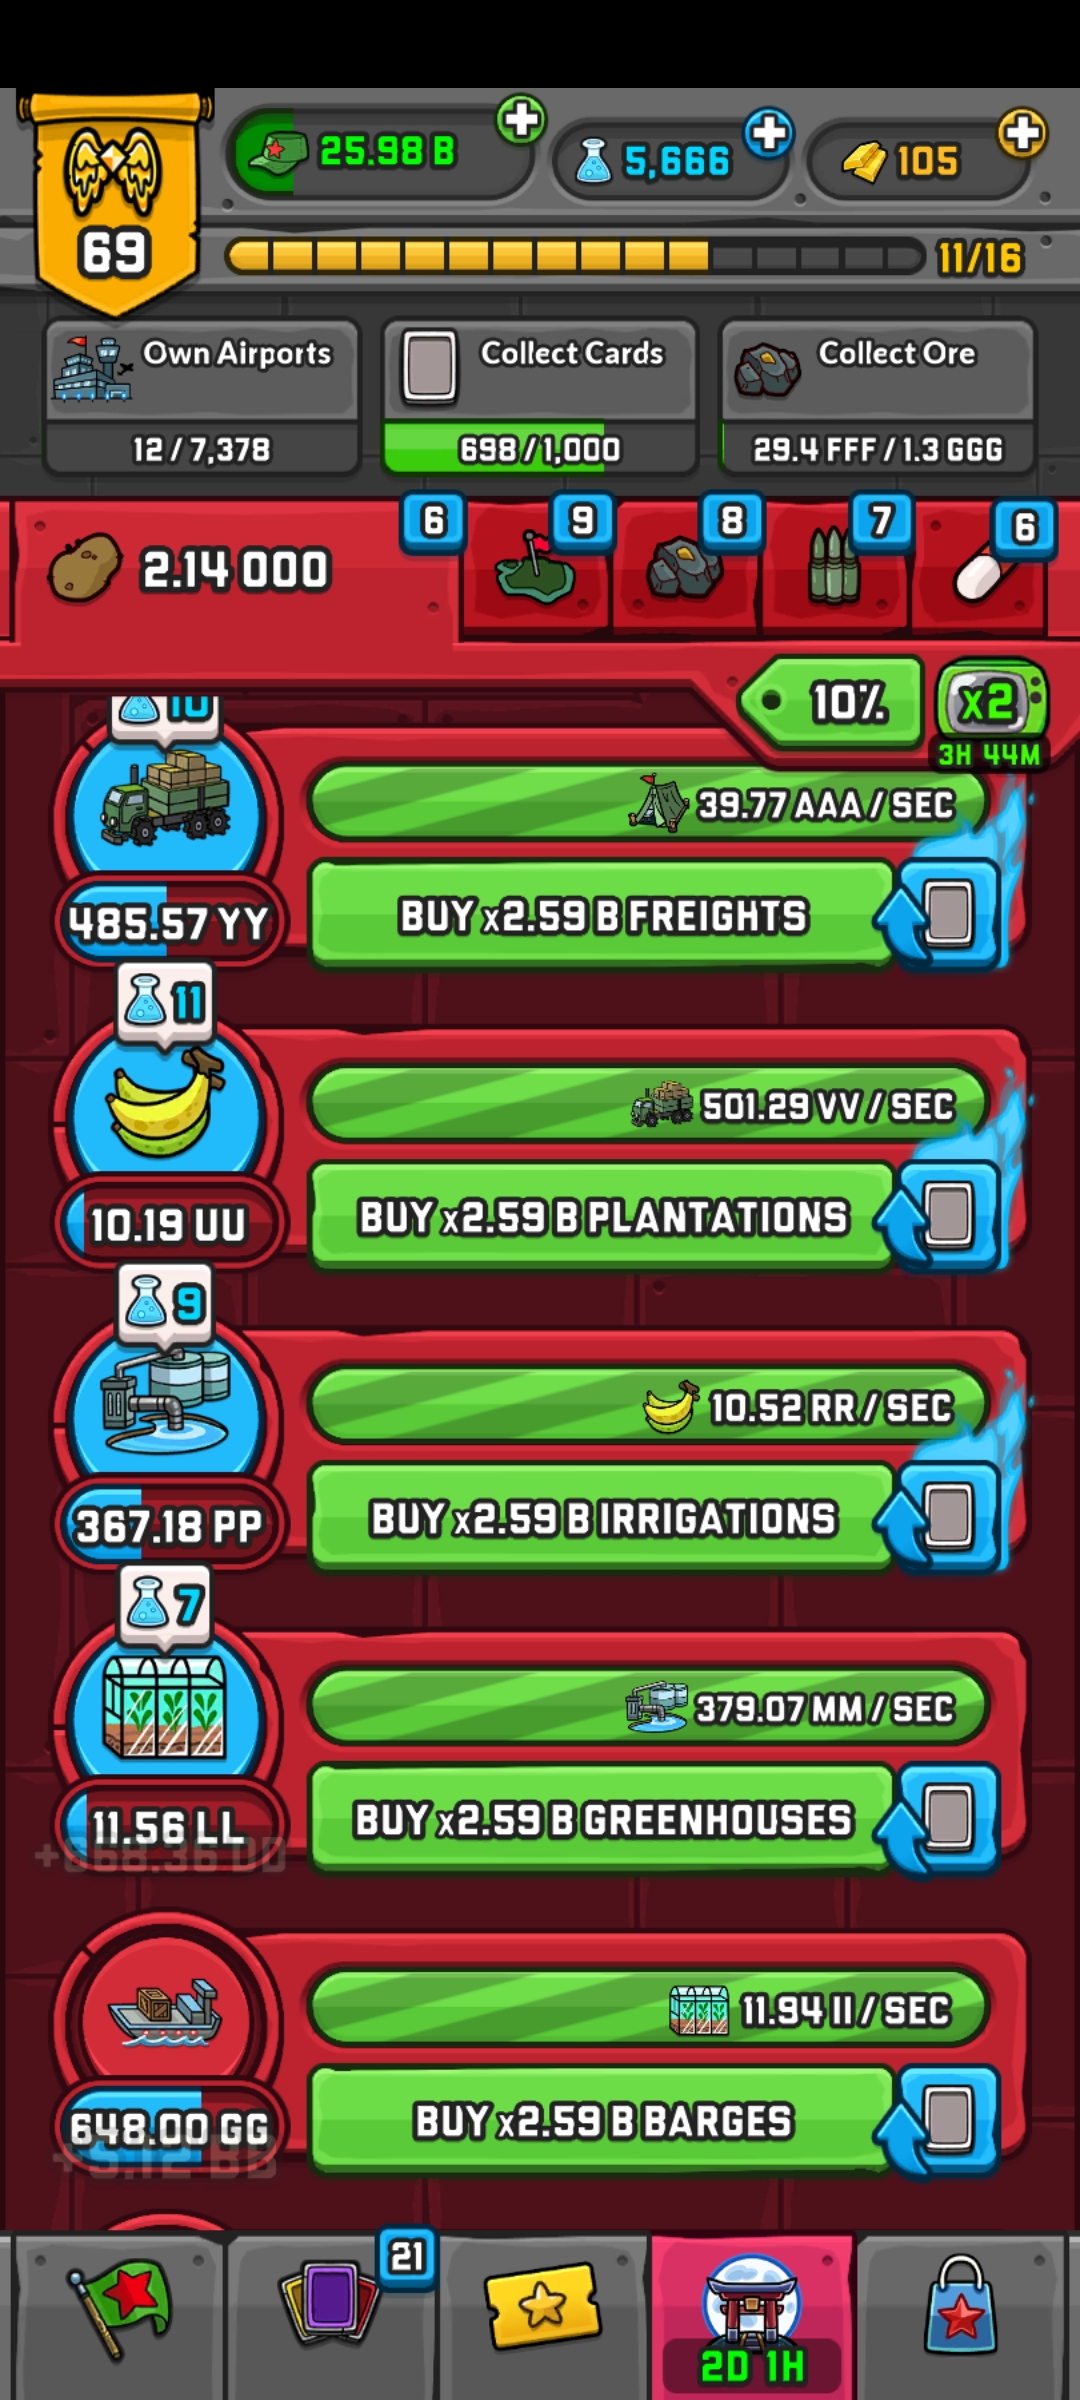 25.98 B
5,666
105
69
11/16
Own Airports
12 / 7,378
Collect Cards
698 / 1,000
Collect Ore
29.4 FFF / 1.3 GGG
2.14 000
6
9
8
7
6
10%
x2
3H 44M
10
39.77 AAA / SEC
BUY x2.59 B FREIGHTS
485.57 YY
11
501.29 VV / SEC
BUY x2.59 B PLANTATIONS
10.19 UU
9
10.52 RR / SEC
BUY x2.59 B IRRIGATIONS
367.18 PP
7
379.07 MM / SEC
BUY x2.59 B GREENHOUSES
11.56 LL
11.94 II / SEC
BUY x2.59 B BARGES
648.00 GG
21
2D 1H